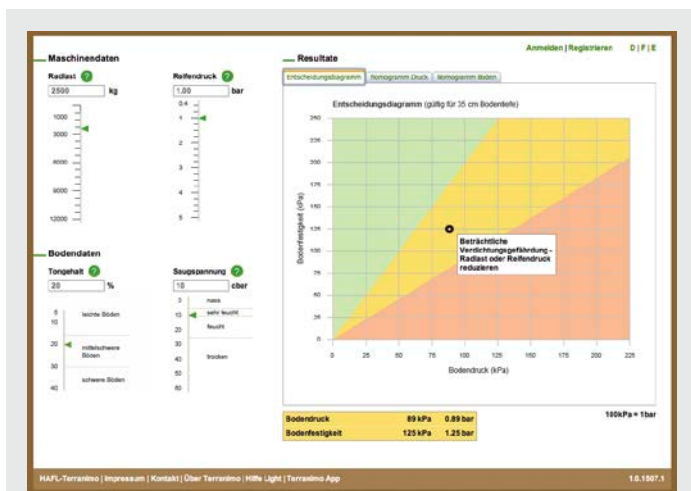 Anmelden | Registrieren D | F | E
Maschinendaten
Radlast ?
2500 kg
1000
3000
6000
9000
12000
Reifendruck ?
1,00 bar
0.4
1
2
3
4
5
Bodendaten
Tongehalt ?
20 %
10
20
30
40
leichte Böden
mittelschwere
Böden
schwere Böden
Saugspannung ?
10 cbar
0
10
20
30
40
50
60
nass
sehr feucht
feucht
trocken
Resultate
Entscheidungsdiagramm Nomogramm Druck Nomogramm Boden
Entscheidungsdiagramm (gültig für 35 cm Bodentiefe)
Bodenfestigkeit (kPa)
250
225
200
175
150
125
100
75
50
25
0
Beträchtliche
Verdichtungsgefährdung -
Radlast oder Reifendruck
reduzieren
0 25 50 75 100 125 150 175 200 225
Bodendruck (kPa)
Bodendruck 89 kPa 0.89 bar
Bodenfestigkeit 125 kPa 1.25 bar
100kPa = 1bar
HAFL-Terranimo | Impressum | Kontakt | Über Terranimo | Hilfe Light | Terranimo App
1.0.1507.1